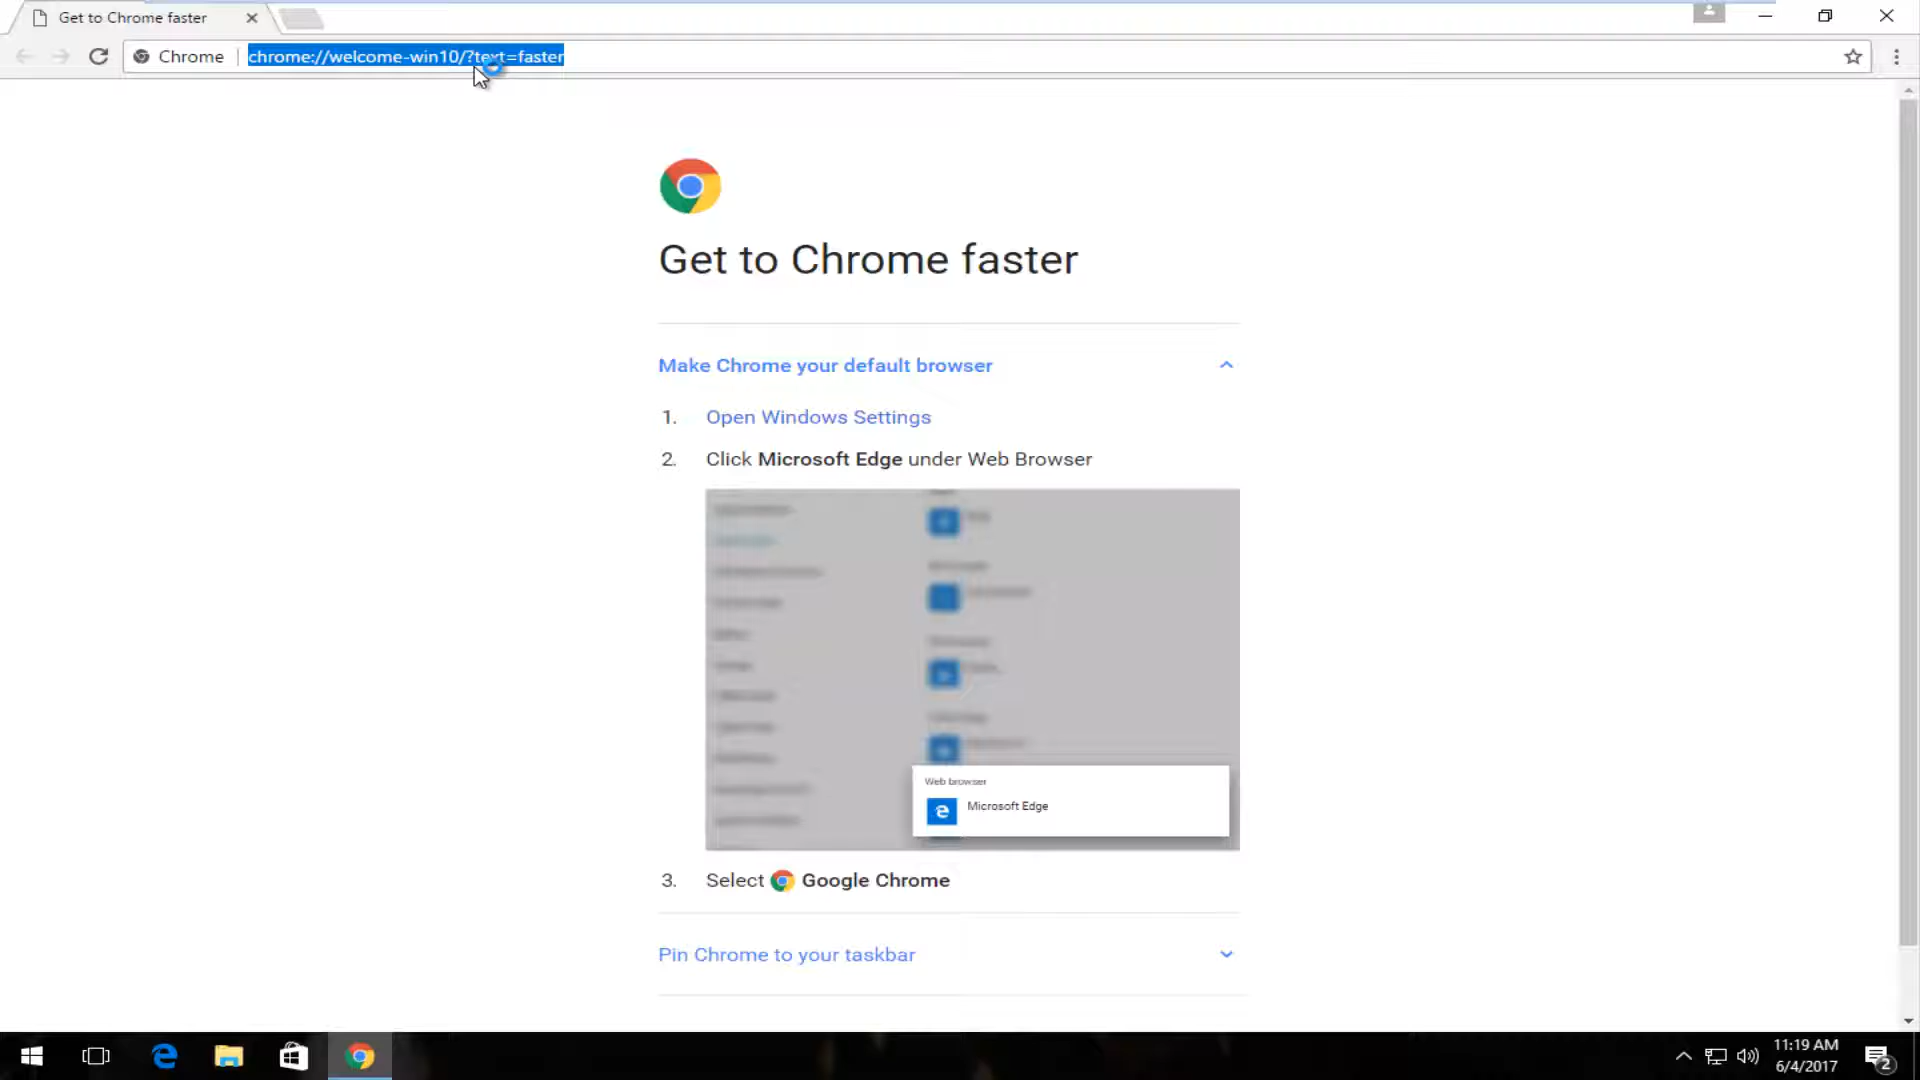 Get to Chrome faster
Chrome
chrome://welcome-win10/?text=faster
Get to Chrome faster
Make Chrome your default browser
1. Open Windows Settings
2. Click Microsoft Edge under Web Browser
Web browser
Microsoft Edge
3. Select Google Chrome
Pin Chrome to your taskbar
11:19 AM
6/4/2017
2